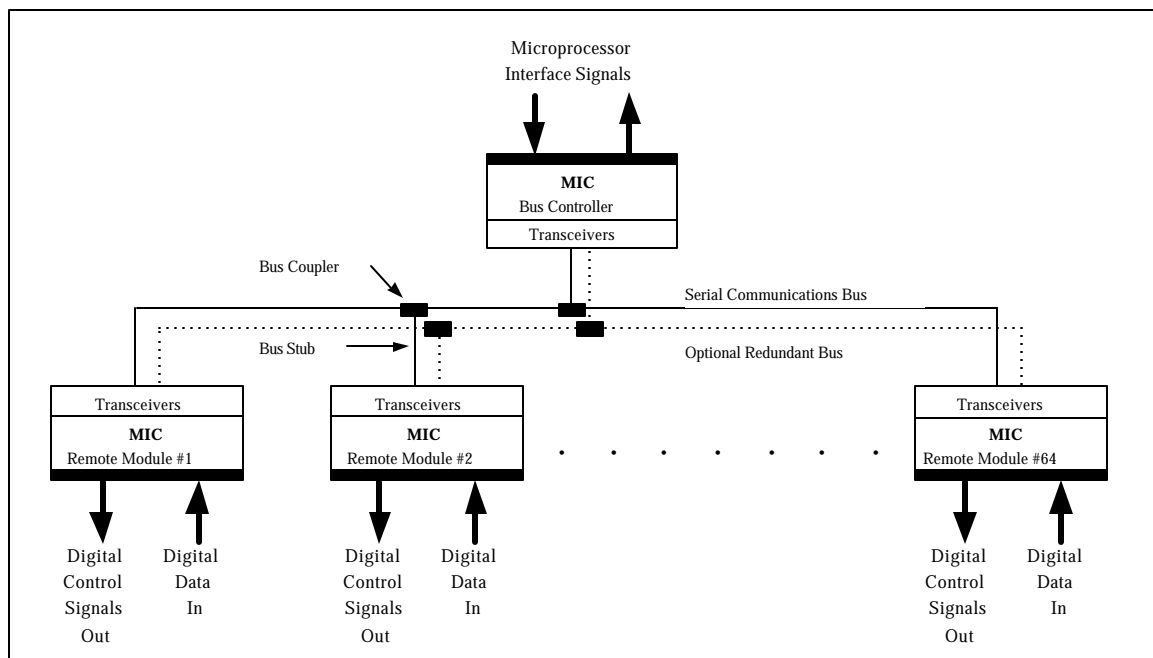 Microprocessor
Interface Signals
MIC
Bus Controller
Transceivers
Bus Coupler
Serial Communications Bus
Bus Stub
Optional Redundant Bus
Transceivers
MIC
Remote Module #1
Transceivers
MIC
Remote Module #2
Transceivers
MIC
Remote Module #64
Digital
Control
Signals
Out
Digital
Data
In
Digital
Control
Signals
Out
Digital
Data
In
Digital
Control
Signals
Out
Digital
Data
In